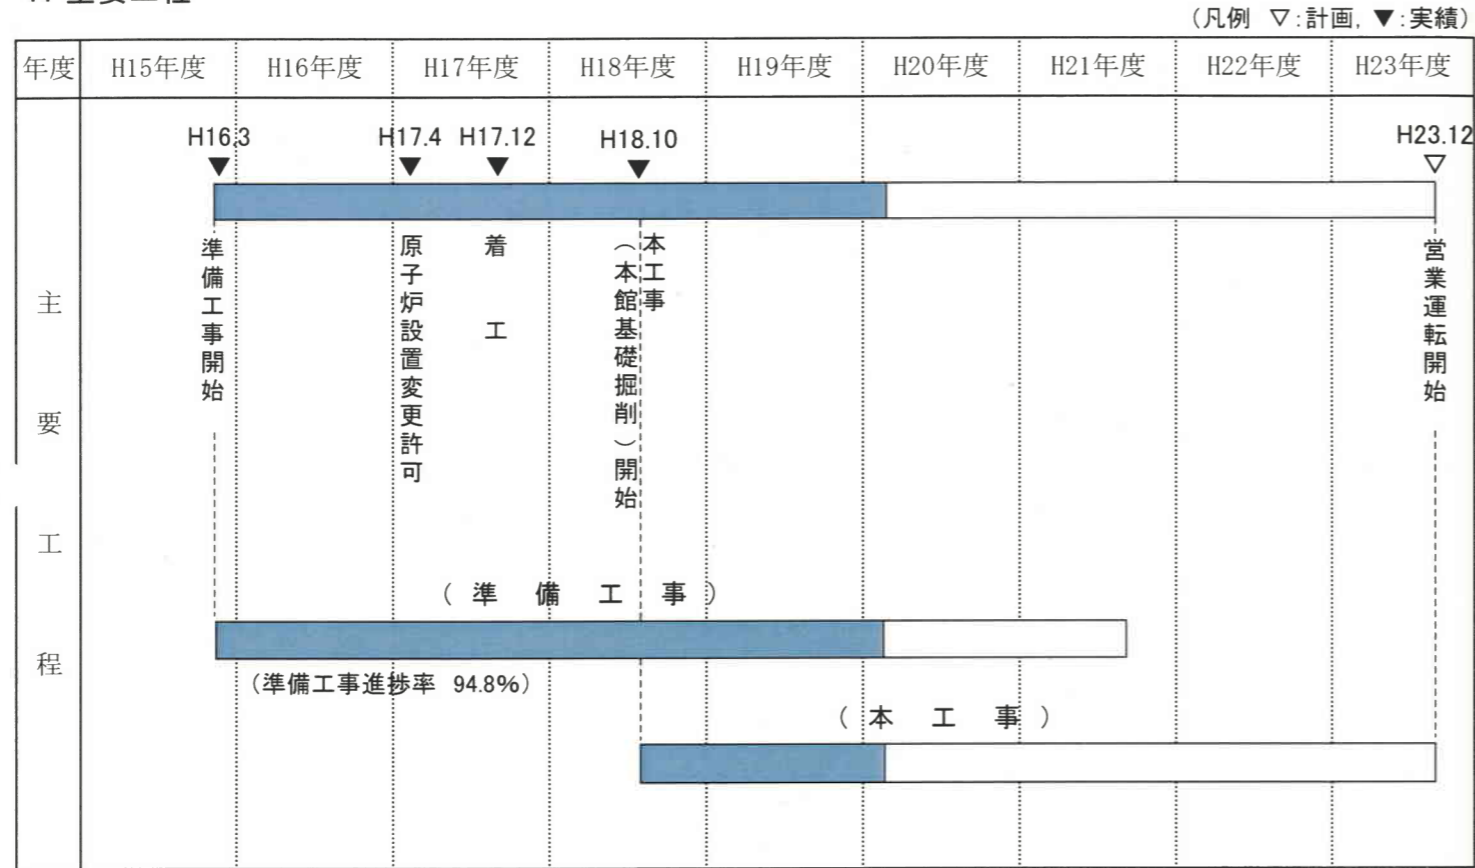 (凡例 ▽:計画, ▼:実績)
年度 H15年度 H16年度 H17年度 H18年度 H19年度 H20年度 H21年度 H22年度 H23年度
主要工程
H16.3 H17.4 H17.12 H18.10 H23.12
▼ ▼ ▼ ▼ ▽
準備工事開始
原子炉設置変更許可
着工
本工事
(本館基礎掘削)開始
営業運転開始
(準備工事)
(準備工事進捗率 94.8%)
(本工事)